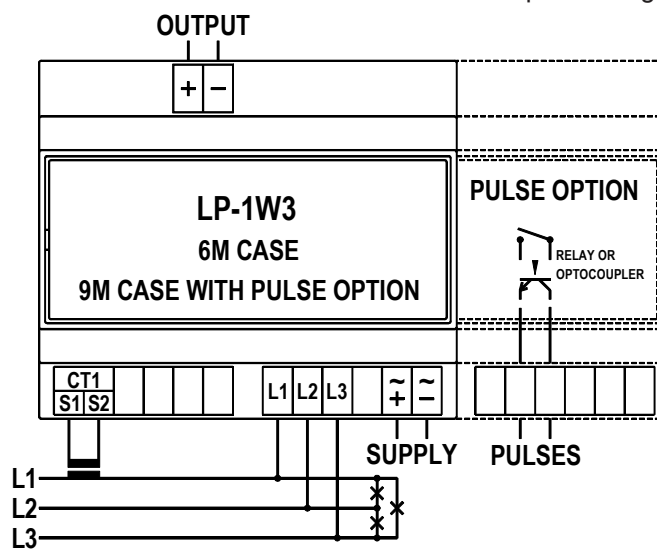 OUTPUT
+ −
LP-1W3
6M CASE
9M CASE WITH PULSE OPTION
PULSE OPTION
RELAY OR
OPTOCOUPLER
CT1
S1 S2
L1 L2 L3 ~ ~
+ −
SUPPLY PULSES
L1
L2
L3